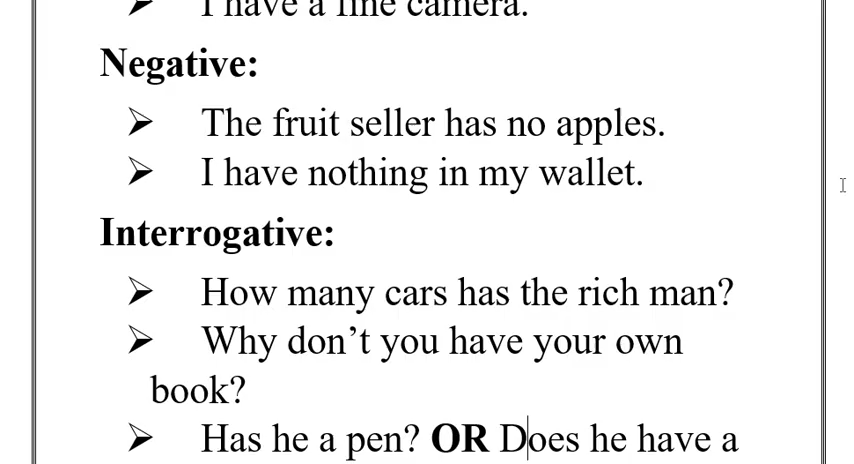 ➢ I have a fine camera.
Negative:
➢ The fruit seller has no apples.
➢ I have nothing in my wallet.
Interrogative:
➢ How many cars has the rich man?
➢ Why don’t you have your own
book?
➢ Has he a pen? OR Does he have a